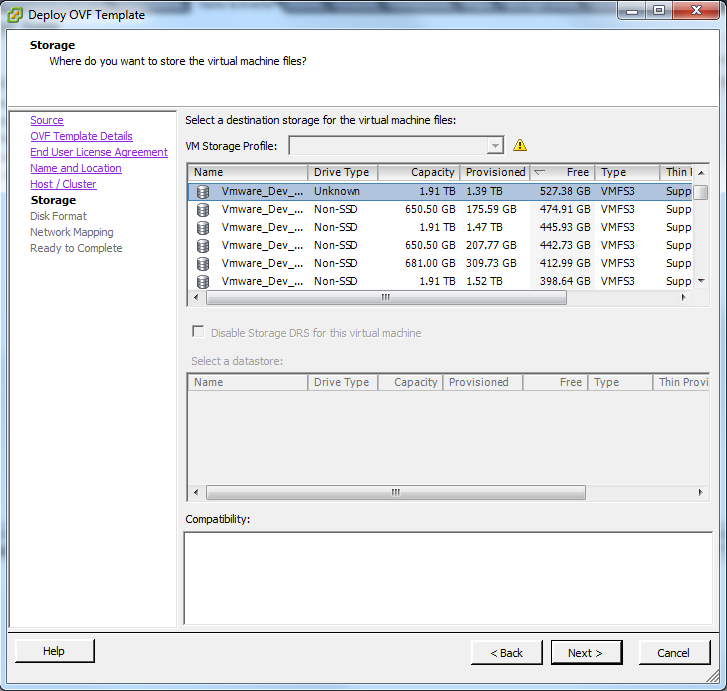 Deploy OVF Template
Storage
Where do you want to store the virtual machine files?
Source
OVF Template Details
End User License Agreement
Name and Location
Host / Cluster
Storage
Disk Format
Network Mapping
Ready to Complete
Select a destination storage for the virtual machine files:
VM Storage Profile:
Name Drive Type Capacity Provisioned Free Type Thin
Vmware_Dev_... Unknown 1.91 TB 1.39 TB 527.38 GB VMFS3 Supp
Vmware_Dev_... Non-SSD 650.50 GB 175.59 GB 474.91 GB VMFS3 Supp
Vmware_Dev_... Non-SSD 1.91 TB 1.47 TB 445.93 GB VMFS3 Supp
Vmware_Dev_... Non-SSD 650.50 GB 207.77 GB 442.73 GB VMFS3 Supp
Vmware_Dev_... Non-SSD 681.00 GB 309.73 GB 412.99 GB VMFS3 Supp
Vmware_Dev_... Non-SSD 1.91 TB 1.52 TB 398.64 GB VMFS3 Supp
Disable Storage DRS for this virtual machine
Select a datastore:
Name Drive Type Capacity Provisioned Free Type Thin Provi
Compatibility:
Help < Back Next > Cancel